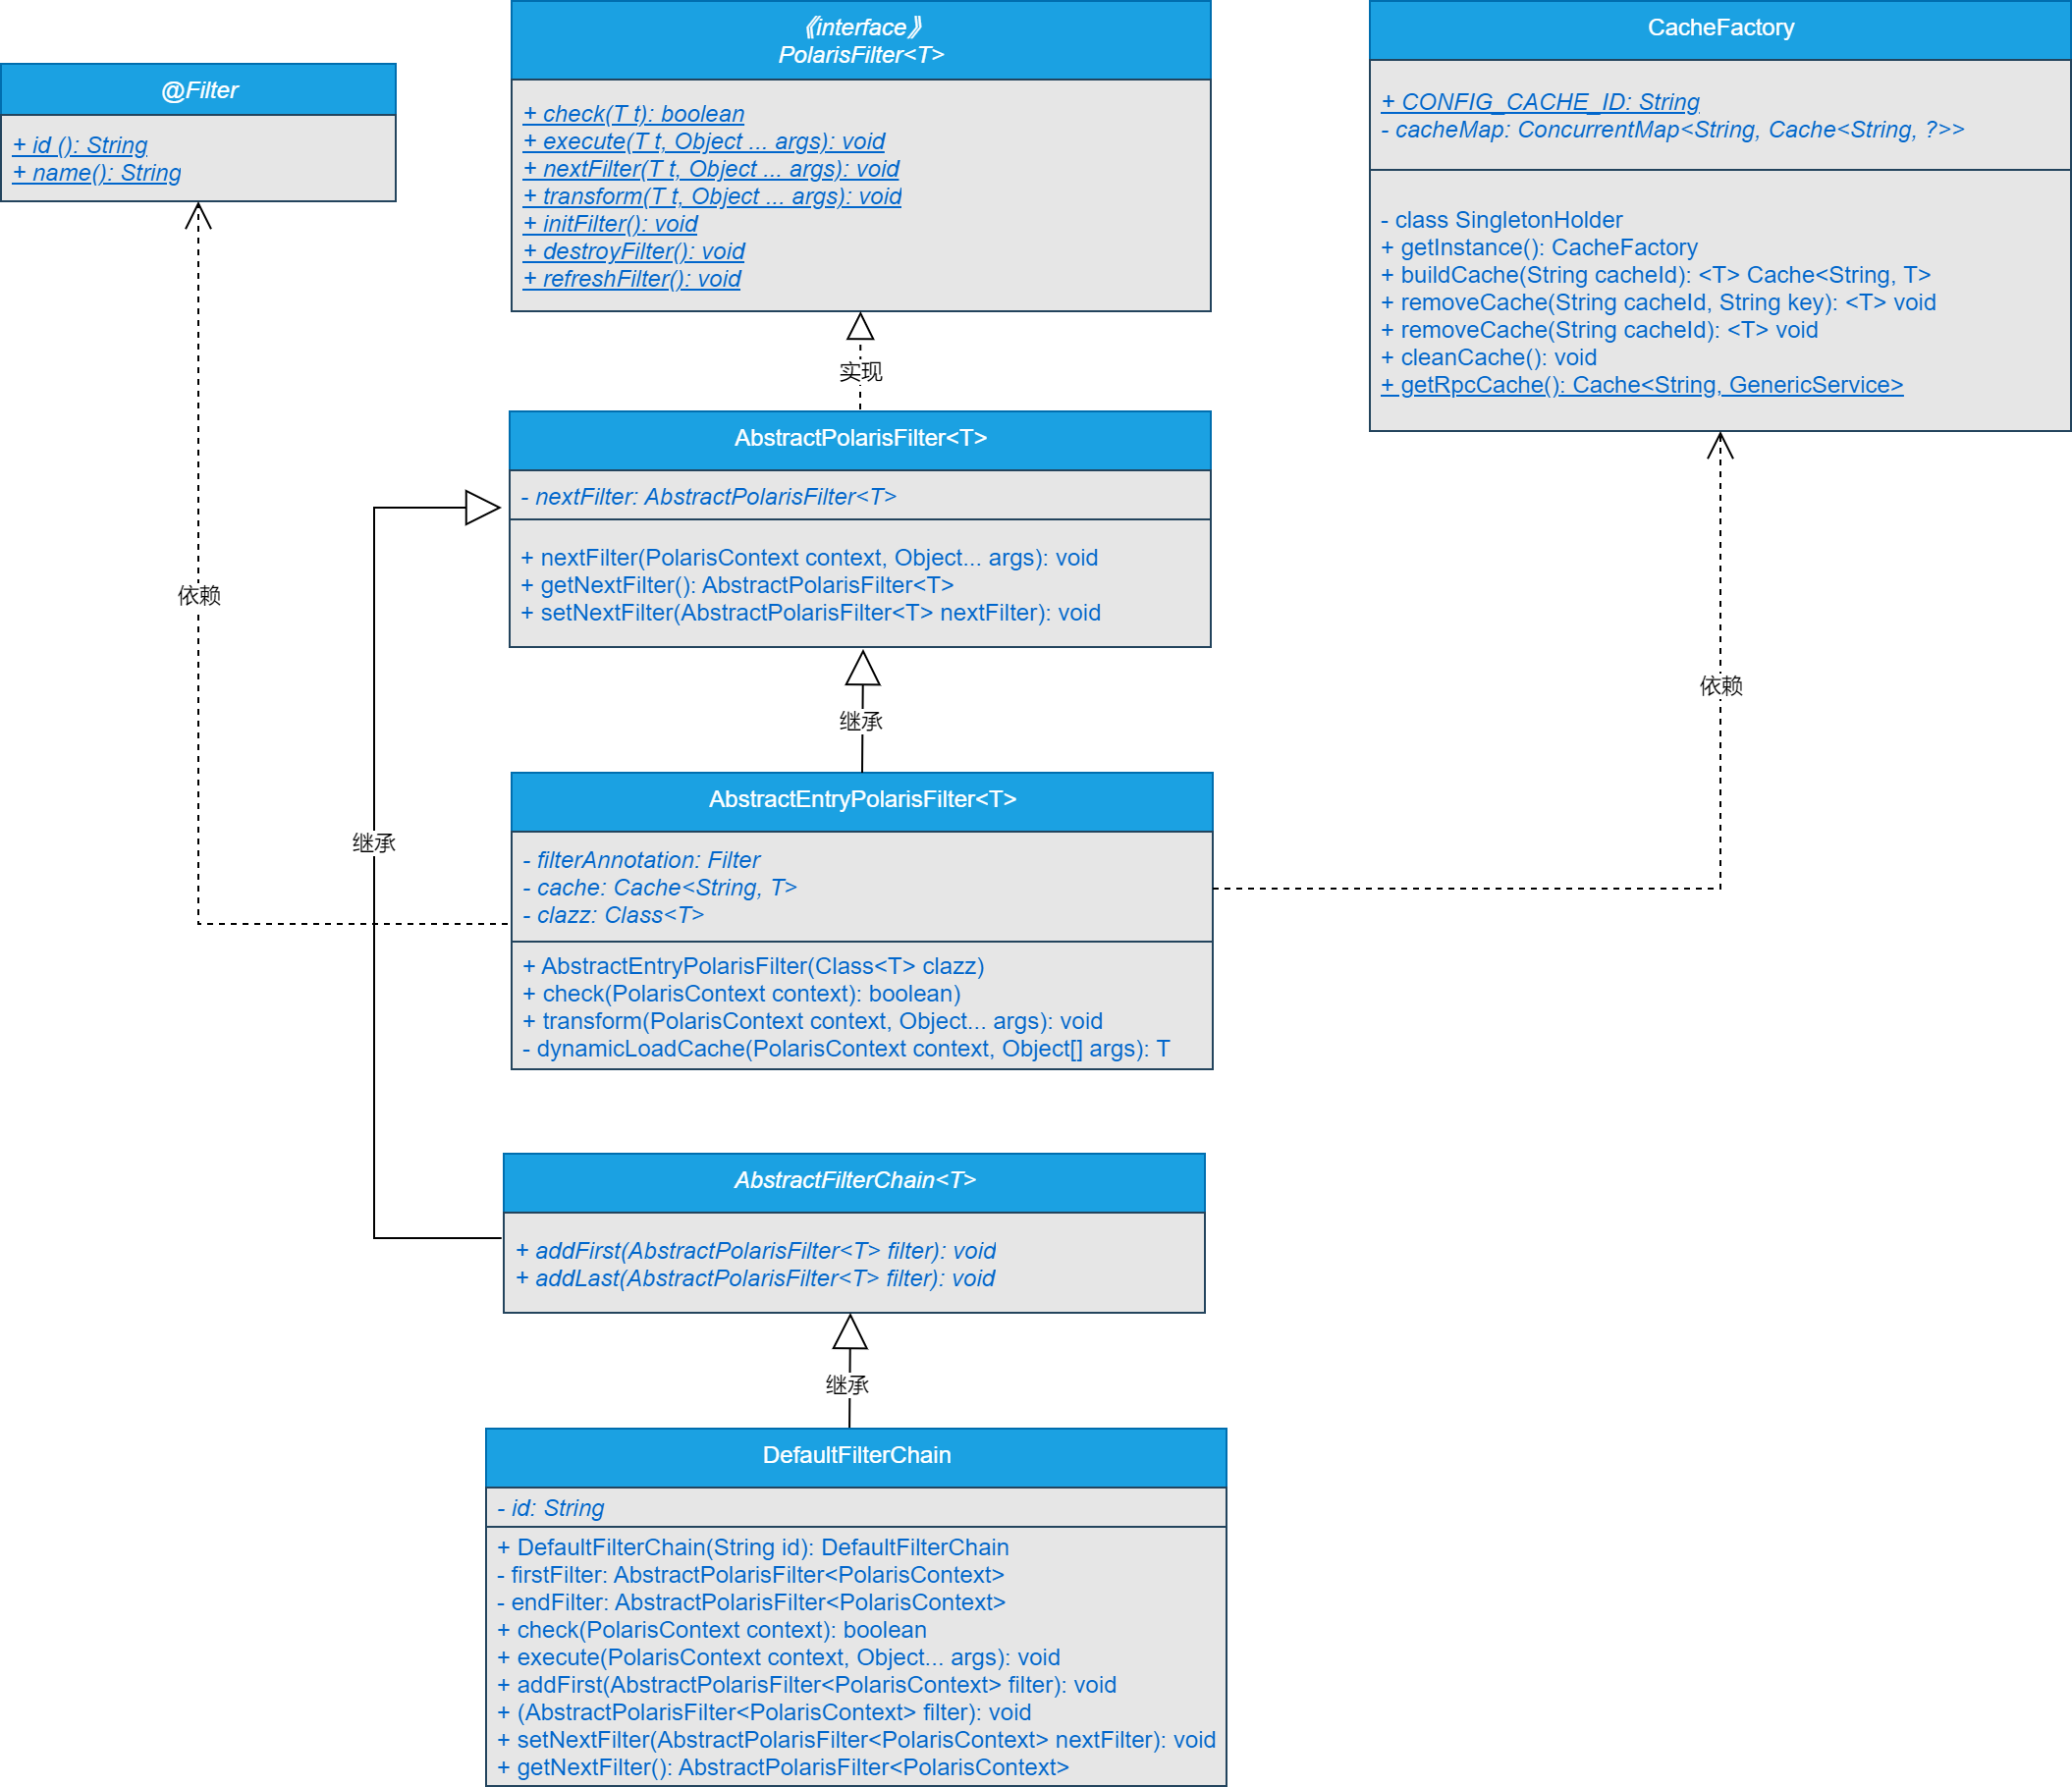 @Filter
+ id (): String
+ name(): String
《interface》
PolarisFilter<T>
+ check(T t): boolean
+ execute(T t, Object ... args): void
+ nextFilter(T t, Object ... args): void
+ transform(T t, Object ... args): void
+ initFilter(): void
+ destroyFilter(): void
+ refreshFilter(): void
CacheFactory
+ CONFIG_CACHE_ID: String
- cacheMap: ConcurrentMap<String, Cache<String, ?>>
- class SingletonHolder
+ getInstance(): CacheFactory
+ buildCache(String cacheId): <T> Cache<String, T>
+ removeCache(String cacheId, String key): <T> void
+ removeCache(String cacheId): <T> void
+ cleanCache(): void
+ getRpcCache(): Cache<String, GenericService>
实现
AbstractPolarisFilter<T>
- nextFilter: AbstractPolarisFilter<T>
+ nextFilter(PolarisContext context, Object... args): void
+ getNextFilter(): AbstractPolarisFilter<T>
+ setNextFilter(AbstractPolarisFilter<T> nextFilter): void
依赖
依赖
继承
继承
AbstractEntryPolarisFilter<T>
- filterAnnotation: Filter
- cache: Cache<String, T>
- clazz: Class<T>
+ AbstractEntryPolarisFilter(Class<T> clazz)
+ check(PolarisContext context): boolean)
+ transform(PolarisContext context, Object... args): void
- dynamicLoadCache(PolarisContext context, Object[] args): T
AbstractFilterChain<T>
+ addFirst(AbstractPolarisFilter<T> filter): void
+ addLast(AbstractPolarisFilter<T> filter): void
继承
DefaultFilterChain
- id: String
+ DefaultFilterChain(String id): DefaultFilterChain
- firstFilter: AbstractPolarisFilter<PolarisContext>
- endFilter: AbstractPolarisFilter<PolarisContext>
+ check(PolarisContext context): boolean
+ execute(PolarisContext context, Object... args): void
+ addFirst(AbstractPolarisFilter<PolarisContext> filter): void
+ (AbstractPolarisFilter<PolarisContext> filter): void
+ setNextFilter(AbstractPolarisFilter<PolarisContext> nextFilter): void
+ getNextFilter(): AbstractPolarisFilter<PolarisContext>